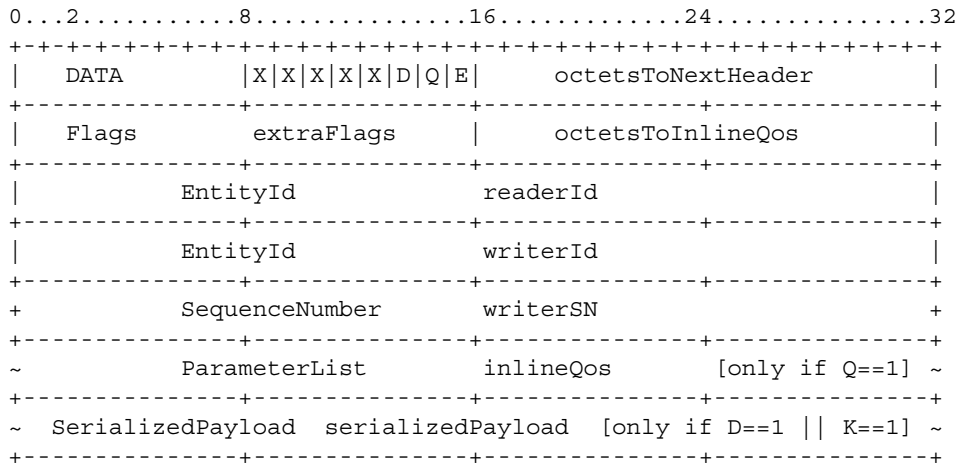 0...2...........8...............16.............24...............32
+-+-+-+-+-+-+-+-+-+-+-+-+-+-+-+-+-+-+-+-+-+-+-+-+-+-+-+-+-+-+-+-+
|   DATA        |X|X|X|X|X|D|Q|E|     octetsToNextHeader        |
+---------------+---------------+---------------+---------------+
|   Flags       extraFlags      |     octetsToInlineQos         |
+---------------+---------------+---------------+---------------+
|           EntityId             readerId                       |
+---------------+---------------+---------------+---------------+
|           EntityId             writerId                       |
+---------------+---------------+---------------+---------------+
+           SequenceNumber       writerSN                       +
+---------------+---------------+---------------+---------------+
~           ParameterList        inlineQos       [only if Q==1] ~
+---------------+---------------+---------------+---------------+
~  SerializedPayload  serializedPayload  [only if D==1 || K==1] ~
+---------------+---------------+---------------+---------------+